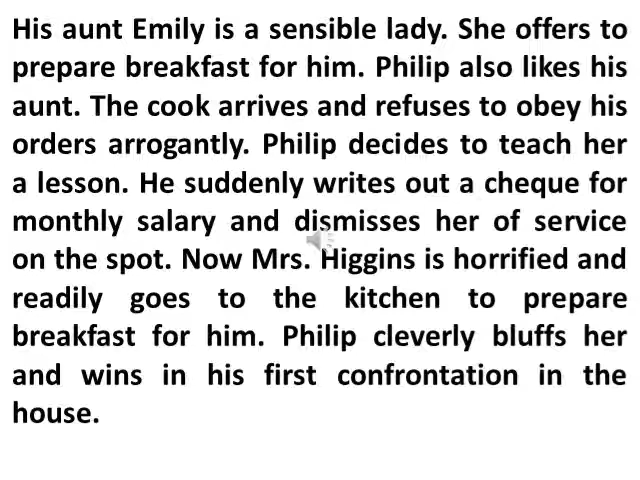 His aunt Emily is a sensible lady. She offers to
prepare breakfast for him. Philip also likes his
aunt. The cook arrives and refuses to obey his
orders arrogantly. Philip decides to teach her
a lesson. He suddenly writes out a cheque for
monthly salary and dismisses her of service
on the spot. Now Mrs. Higgins is horrified and
readily goes to the kitchen to prepare
breakfast for him. Philip cleverly bluffs her
and wins in his first confrontation in the
house.